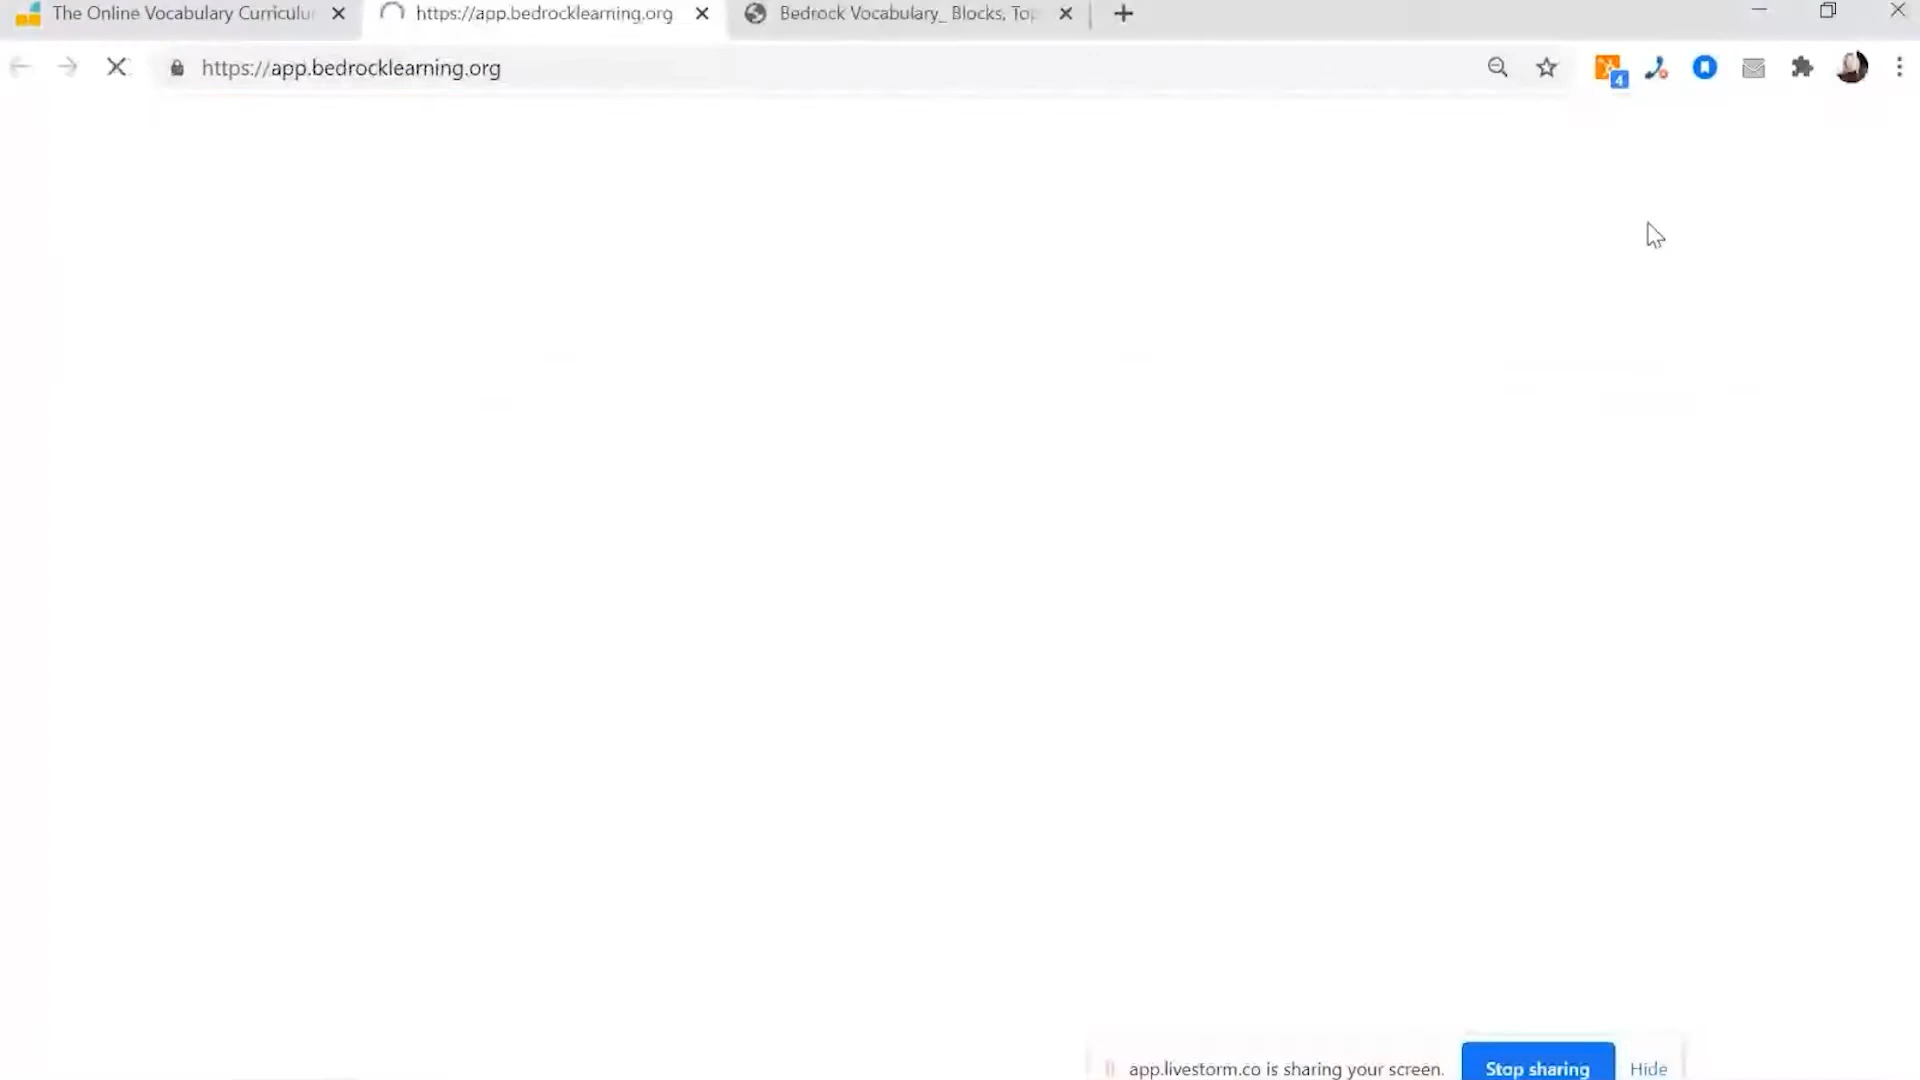 The Online Vocabulary Curriculu
https://app.bedrocklearning.org
Bedrock Vocabulary_ Blocks, Top
https://app.bedrocklearning.org
4
app.livestorm.co is sharing your screen.
Stop sharing
Hide